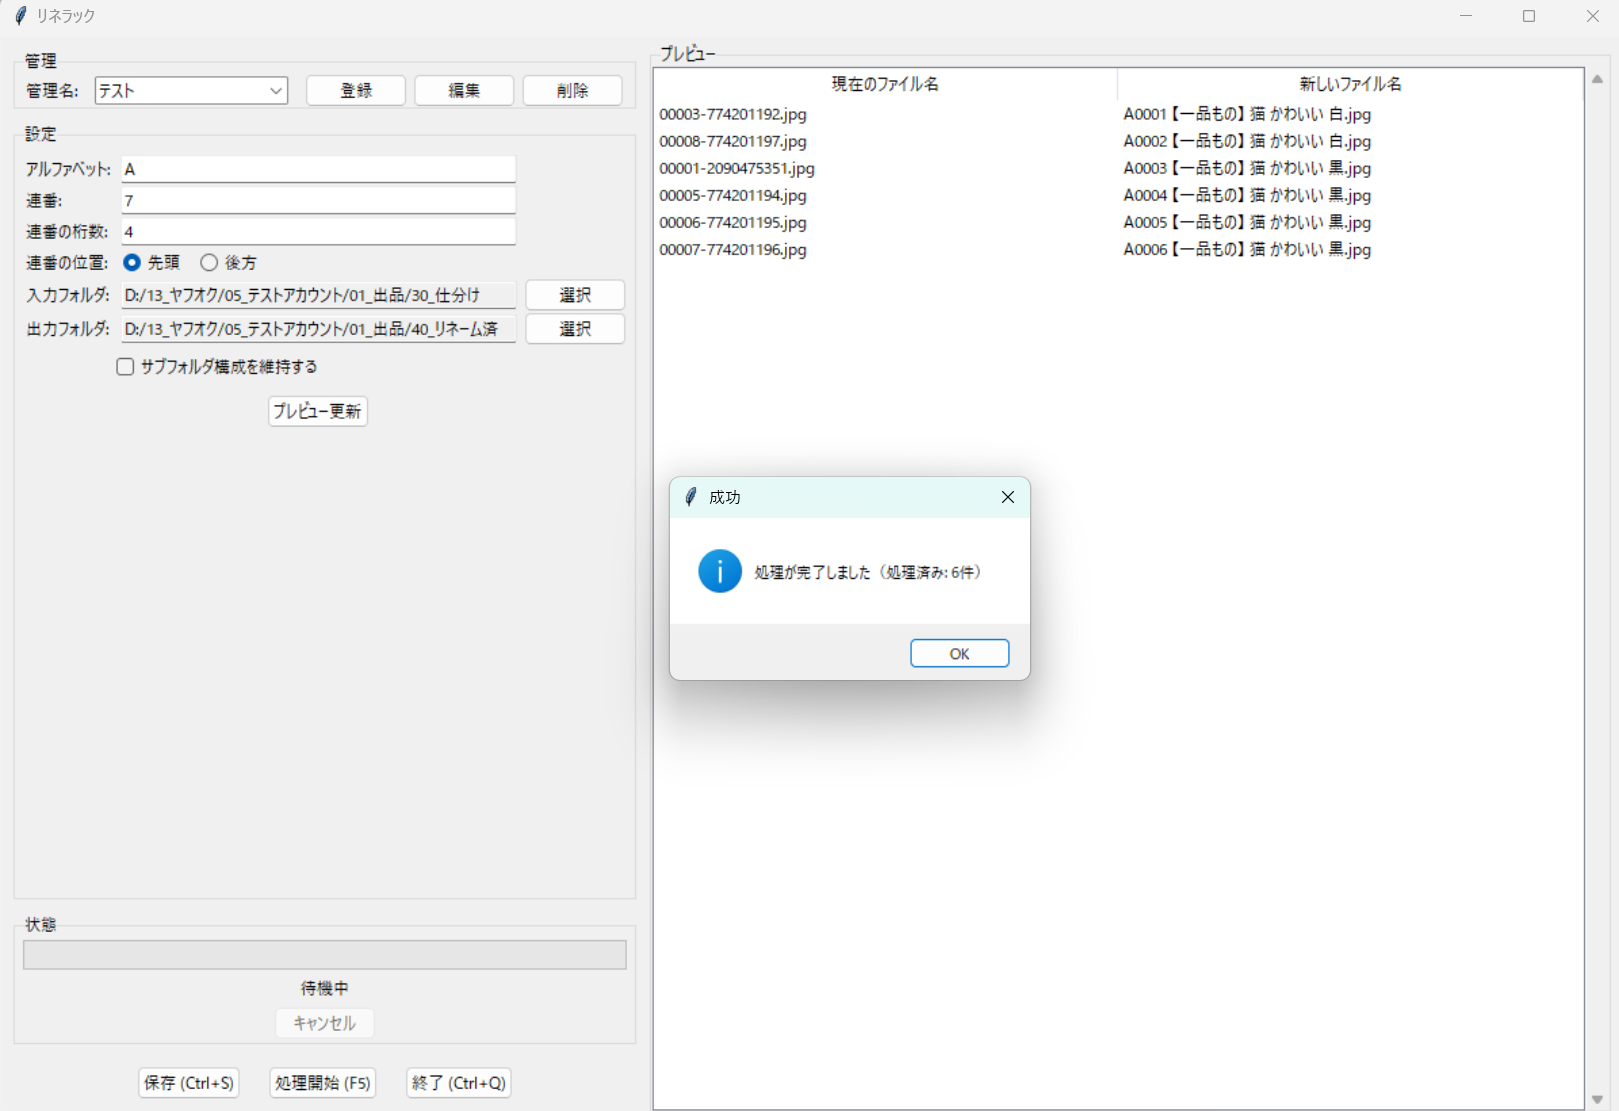 リネラック
管理
管理名: テスト 登録 編集 削除
設定
アルファベット: A
連番: 7
連番の桁数: 4
連番の位置: 先頭 後方
入力フォルダ: D:/13_ヤフオク/05_テストアカウント/01_出品/30_仕分け 選択
出力フォルダ: D:/13_ヤフオク/05_テストアカウント/01_出品/40_リネーム済 選択
サブフォルダ構成を維持する
プレビュー更新
状態
待機中
キャンセル
保存 (Ctrl+S) 処理開始 (F5) 終了 (Ctrl+Q)
プレビュー
現在のファイル名 新しいファイル名
00003-774201192.jpg A0001【一品もの】猫 かわいい 白.jpg
00008-774201197.jpg A0002【一品もの】猫 かわいい 白.jpg
00001-2090475351.jpg A0003【一品もの】猫 かわいい 黒.jpg
00005-774201194.jpg A0004【一品もの】猫 かわいい 黒.jpg
00006-774201195.jpg A0005【一品もの】猫 かわいい 黒.jpg
00007-774201196.jpg A0006【一品もの】猫 かわいい 黒.jpg
成功
処理が完了しました（処理済み: 6件）
OK